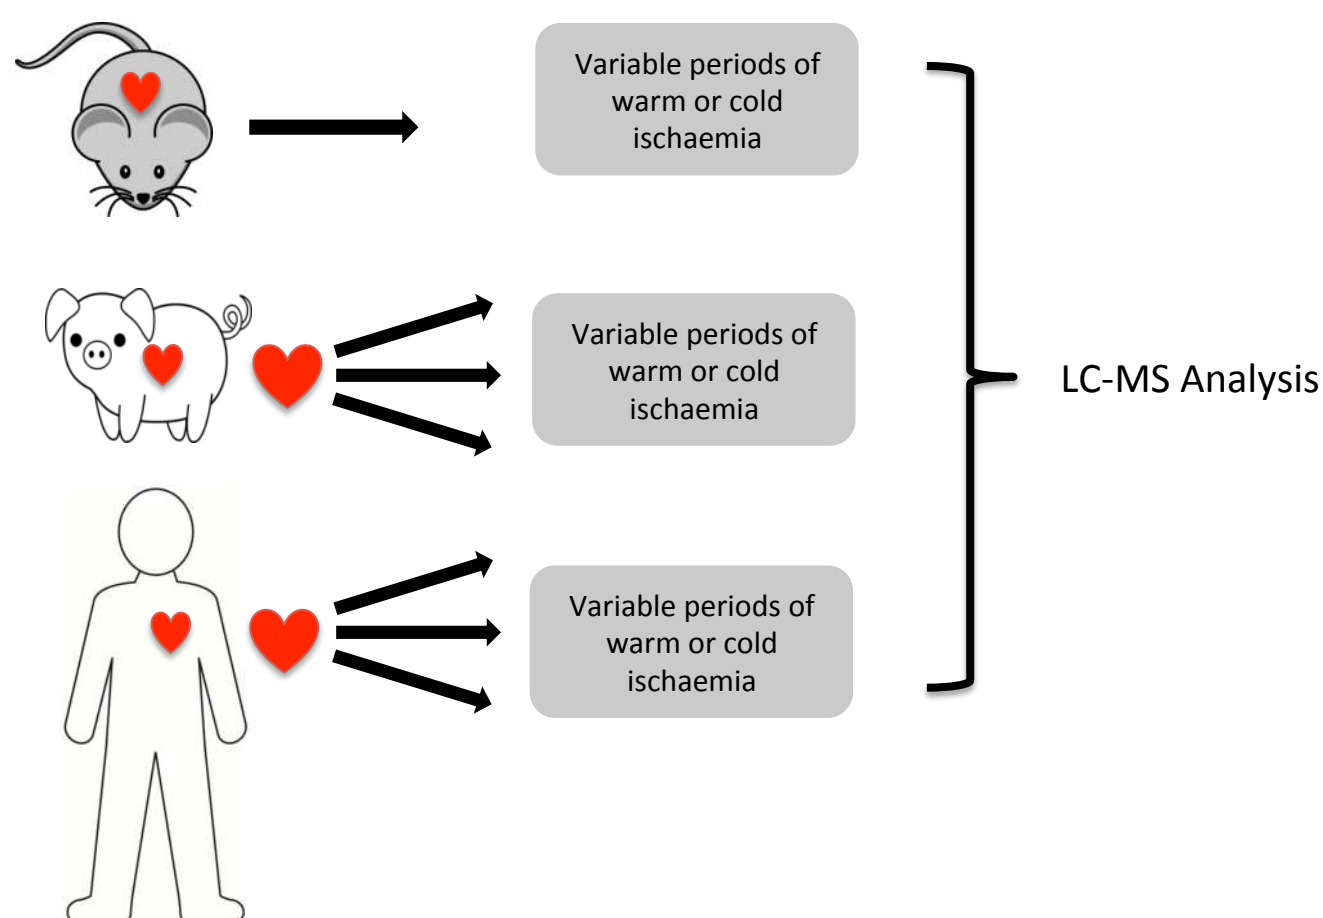 Variable periods of
warm or cold
ischaemia
Variable periods of
warm or cold
ischaemia
LC-MS Analysis
Variable periods of
warm or cold
ischaemia